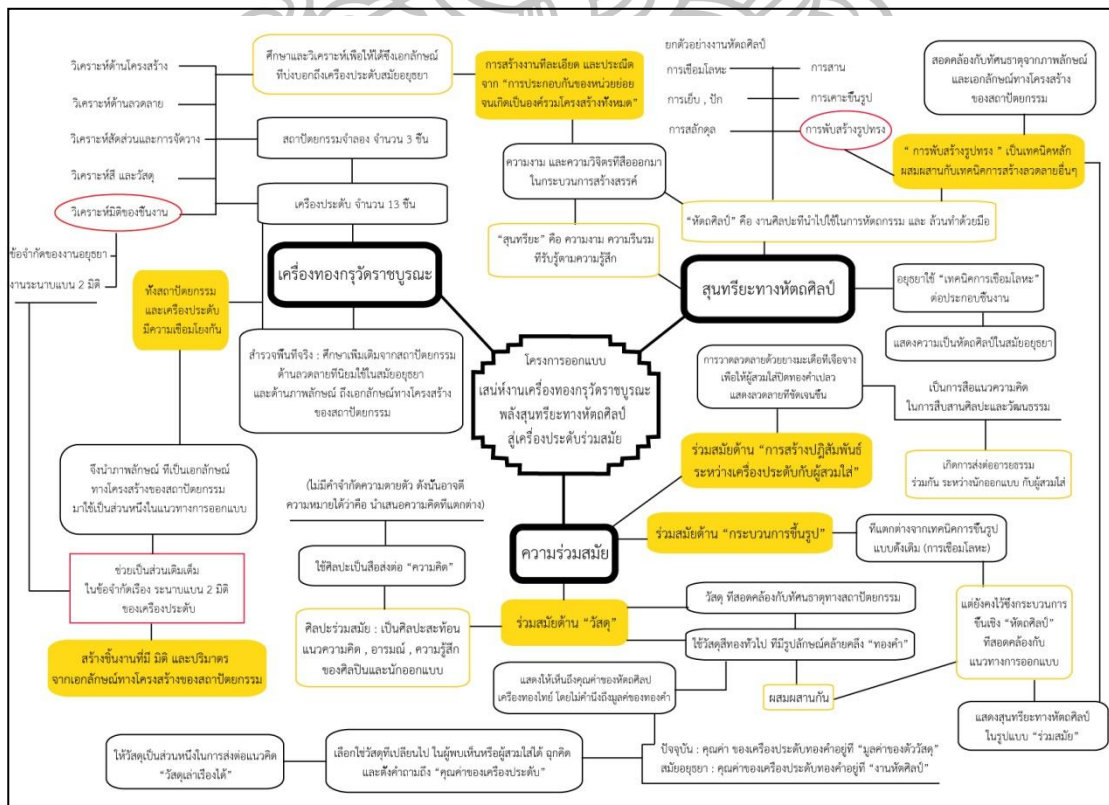 วิเคราะห์ด้านโครงสร้าง
วิเคราะห์ด้านลวดลาย
วิเคราะห์สัดส่วนและการจัดวาง
วิเคราะห์สี และวัสดุ
วิเคราะห์มิติของชิ้นงาน
ข้อจำกัดของงานอยุธยา
งานระนาบแบน 2 มิติ
ศึกษาและวิเคราะห์เพื่อให้ได้ซึ่งเอกลักษณ์
ที่บ่งบอกถึงเครื่องประดับสมัยอยุธยา
สถาปัตยกรรมจำลอง จำนวน 3 ชิ้น
เครื่องประดับ จำนวน 13 ชิ้น
เครื่องทองกรุวัดราชบูรณะ
ทั้งสถาปัตยกรรม
และเครื่องประดับ
มีความเชื่อมโยงกัน
สำรวจพื้นที่จริง : ศึกษาเพิ่มเติมจากสถาปัตยกรรม
ด้านลวดลายที่นิยมใช้ในสมัยอยุธยา
และด้านภาพลักษณ์ ถึงเอกลักษณ์ทางโครงสร้าง
ของสถาปัตยกรรม
จึงนำภาพลักษณ์ ที่เป็นเอกลักษณ์
ทางโครงสร้างของสถาปัตยกรรม
มาใช้เป็นส่วนหนึ่งในแนวทางการออกแบบ
ช่วยเป็นส่วนเติมเต็ม
ในข้อจำกัดเรื่อง ระนาบแบน 2 มิติ
ของเครื่องประดับ
สร้างชิ้นงานที่มี มิติ และปริมาตร
จากเอกลักษณ์ทางโครงสร้างของสถาปัตยกรรม
การสร้างงานที่ละเอียด และประณีต
จาก “การประกอบกันของหน่วยย่อย
จนเกิดเป็นองค์รวมโครงสร้างทั้งหมด”
ความงาม และความวิจิตรที่สื่อออกมา
ในกระบวนการสร้างสรรค์
“สุนทรียะ” คือ ความงาม ความรื่นรมย์
ที่รับรู้ตามความรู้สึก
ยกตัวอย่างงานหัตถศิลป์
การเชื่อมโลหะ
การเย็บ , ปัก
การสลักดุล
การสาน
การเคาะขึ้นรูป
การพับสร้างรูปทรง
สอดคล้องกับทัศนธาตุจากภาพลักษณ์
และเอกลักษณ์ทางโครงสร้าง
ของสถาปัตยกรรม
“ การพับสร้างรูปทรง ” เป็นเทคนิคหลัก
ผสมผสานกับเทคนิคการสร้างลวดลายอื่นๆ
“หัตถศิลป์” คือ งานศิลปะที่นำไปใช้ในการหัตถกรรม และ ล้วนทำด้วยมือ
สุนทรียะทางหัตถศิลป์
อยุธยาใช้ “เทคนิคการเชื่อมโลหะ”
ต่อประกอบชิ้นงาน
แสดงความเป็นหัตถศิลป์ในสมัยอยุธยา
โครงการออกแบบ
เสน่ห์งานเครื่องทองกรุวัดราชบูรณะ
พลังสุนทรียะทางหัตถศิลป์
สู่เครื่องประดับร่วมสมัย
การวาดลวดลายด้วยยางมะเดื่อที่เจือจาง
เพื่อให้ผู้สวมใส่ปิดทองคำเปลว
แสดงลวดลายที่ชัดเจนขึ้น
เป็นการสื่อแนวความคิด
ในการสืบสานศิลปะและวัฒนธรรม
เกิดการส่งต่ออารยธรรม
ร่วมกัน ระหว่างนักออกแบบ กับผู้สวมใส่
ร่วมสมัยด้าน “การสร้างปฏิสัมพันธ์
ระหว่างเครื่องประดับกับผู้สวมใส่”
ความร่วมสมัย
ร่วมสมัยด้าน “กระบวนการขึ้นรูป”
ที่แตกต่างจากเทคนิคการขึ้นรูป
แบบดั้งเดิม (การเชื่อมโลหะ)
แต่ยังคงไว้ซึ่งกระบวนการ
ชั้นเชิง “หัตถศิลป์”
ที่สอดคล้องกับ
แนวทางการออกแบบ
แสดงสุนทรียะทางหัตถศิลป์
ในรูปแบบ “ร่วมสมัย”
(ไม่มีคำจำกัดความตายตัว ดังนั้นอาจตี
ความหมายได้ว่าคือ นำเสนอความคิดที่แตกต่าง)
ใช้ศิลปะเป็นสื่อส่งต่อ “ความคิด”
ศิลปะร่วมสมัย : เป็นศิลปะสะท้อน
แนวความคิด , อารมณ์ , ความรู้สึก
ของศิลปินและนักออกแบบ
ร่วมสมัยด้าน “วัสดุ”
วัสดุ ที่สอดคล้องกับทัศนธาตุทางสถาปัตยกรรม
ใช้วัสดุสีทองทั่วไป ที่มีรูปลักษณ์คล้ายคลึง “ทองคำ”
ผสมผสานกัน
แสดงให้เห็นถึงคุณค่าของหัตถศิลป
เครื่องทองไทย โดยไม่คำนึงถึงมูลค่าของทองคำ
ปัจจุบัน : คุณค่า ของเครื่องประดับทองคำอยู่ที่ “มูลค่าของตัววัสดุ”
สมัยอยุธยา : คุณค่าของเครื่องประดับทองคำอยู่ที่ “งานหัตถศิลป์”
เลือกใช้วัสดุที่เปลี่ยนไป ในผู้พบเห็นหรือผู้สวมใส่ได้ ฉุกคิด
และตั้งคำถามถึง “คุณค่าของเครื่องประดับ”
ให้วัสดุเป็นส่วนหนึ่งในการส่งต่อแนวคิด
“วัสดุเล่าเรื่องได้”